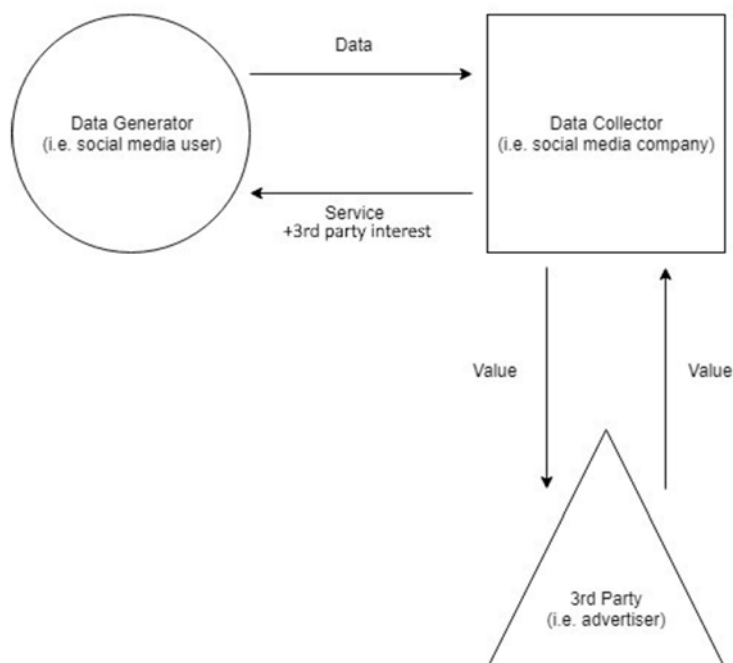 Data
Data Generator
(i.e. social media user)
Data Collector
(i.e. social media company)
Service
+3rd party interest
Value
Value
3rd Party
(i.e. advertiser)